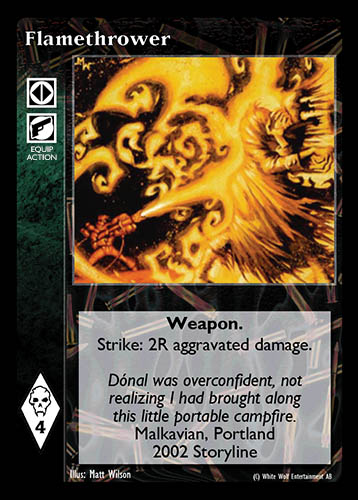 Flamethrower
MW
EQUIP
ACTION
Weapon.
Strike: 2R aggravated damage.
Dónal was overconfident, not
realizing I had brought along
this little portable campfire.
Malkavian, Portland
2002 Storyline
4
Illus: Matt Wilson
(C) White Wolf Entertainment AB